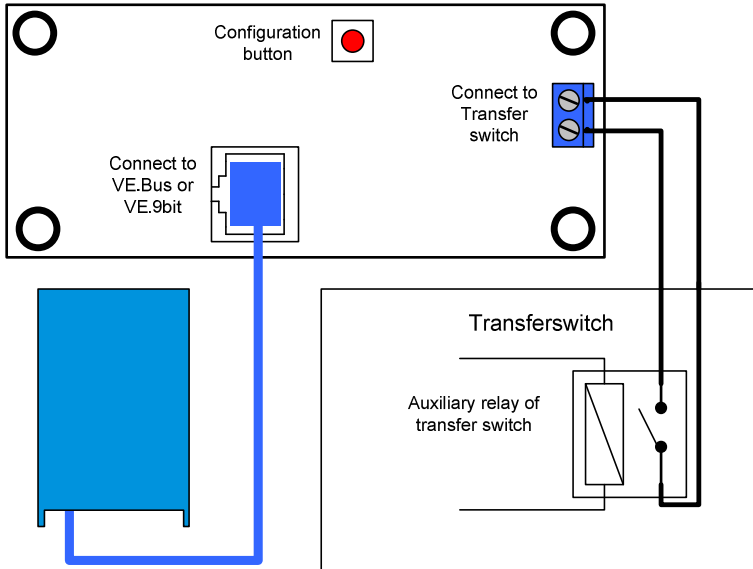 Configuration
button
Connect to
Transfer
switch
Connect to
VE.Bus or
VE.9bit
Transferswitch
Auxiliary relay of
transfer switch